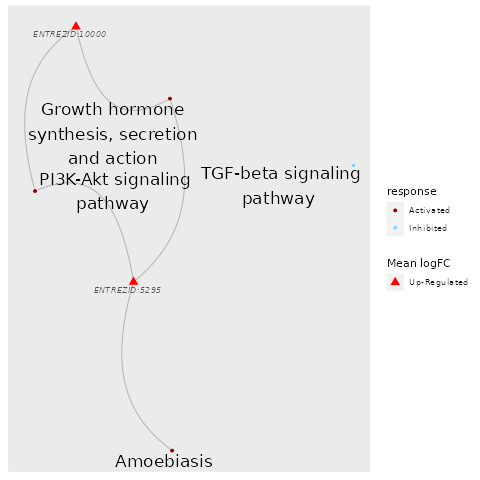 ENTREZID:10000
Growth hormone
synthesis, secretion
and action
PI3K-Akt signaling
pathway
TGF-beta signaling
pathway
ENTREZID:5295
Amoebiasis
response
Activated
Inhibited
Mean logFC
Up-Regulated